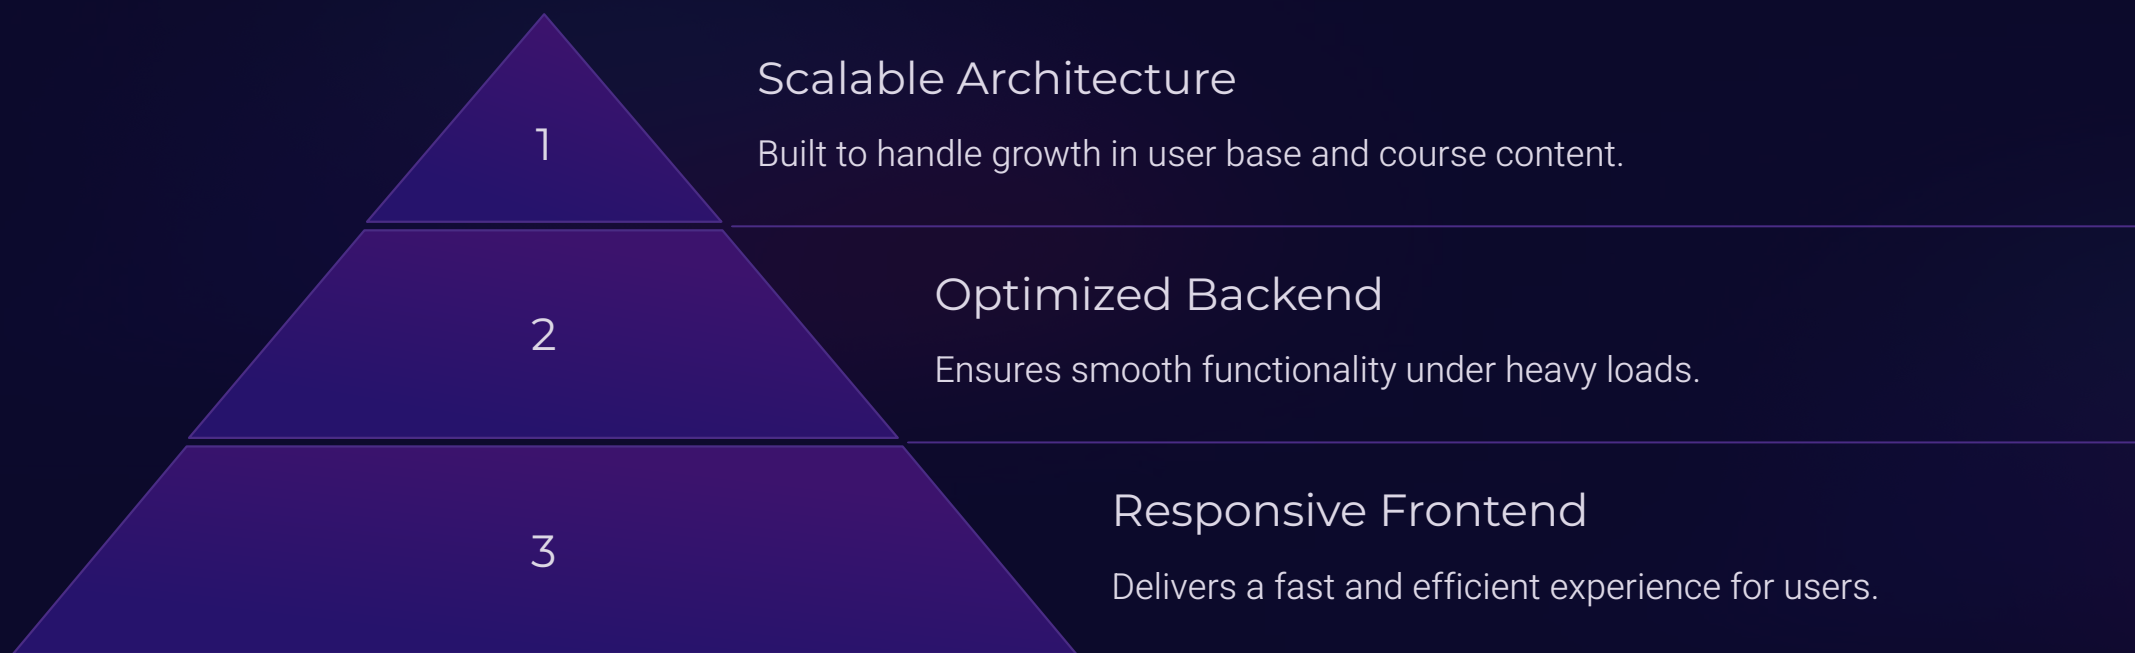 1
Scalable Architecture
Built to handle growth in user base and course content.
2
Optimized Backend
Ensures smooth functionality under heavy loads.
3
Responsive Frontend
Delivers a fast and efficient experience for users.